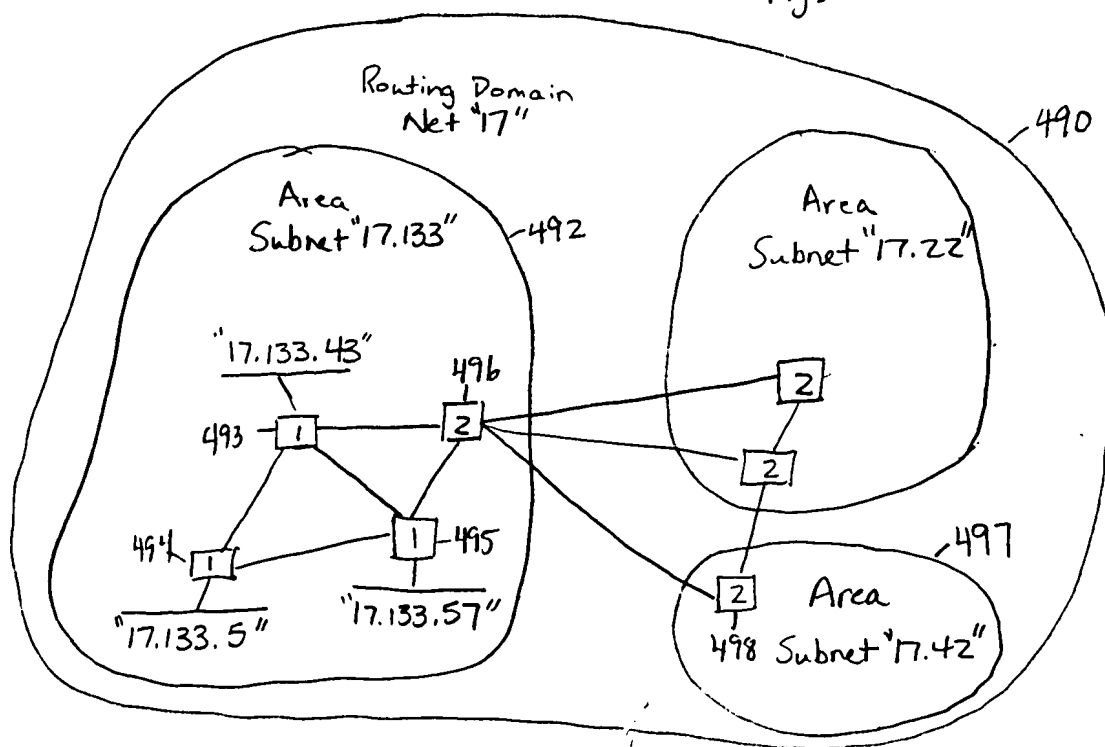 Routing Domain
Net "17"
490
Area
Subnet "17.133"
492
Area
Subnet "17.22"
"17.133.43"
496
493
1
2
2
2
494
1
1
495
497
"17.133.5"
"17.133.57"
2
Area
498
Subnet "17.42"